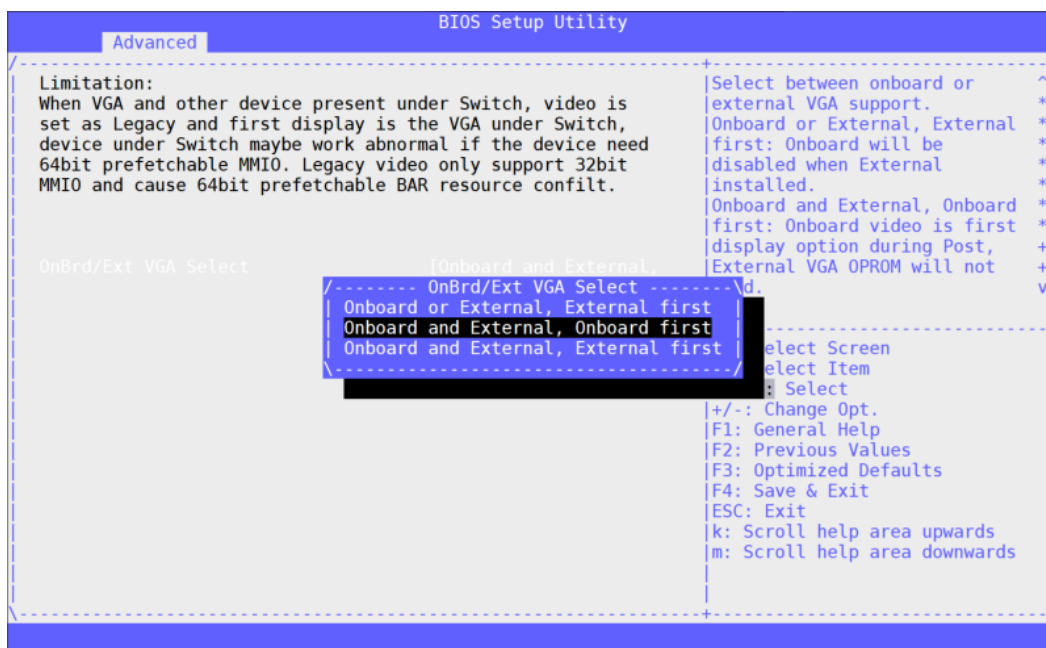 BIOS Setup Utility
Advanced
Limitation:
When VGA and other device present under Switch, video is
set as Legacy and first display is the VGA under Switch,
device under Switch maybe work abnormal if the device need
64bit prefetchable MMIO. Legacy video only support 32bit
MMIO and cause 64bit prefetchable BAR resource confilt.
OnBrd/Ext VGA Select [Onboard and External,
OnBrd/Ext VGA Select
Onboard or External, External first
Onboard and External, Onboard first
Onboard and External, External first
Select between onboard or
external VGA support.
Onboard or External, External
first: Onboard will be
disabled when External
installed.
Onboard and External, Onboard
first: Onboard video is first
display option during Post,
External VGA OPROM will not
d.
elect Screen
elect Item
: Select
+/-: Change Opt.
F1: General Help
F2: Previous Values
F3: Optimized Defaults
F4: Save & Exit
ESC: Exit
k: Scroll help area upwards
m: Scroll help area downwards